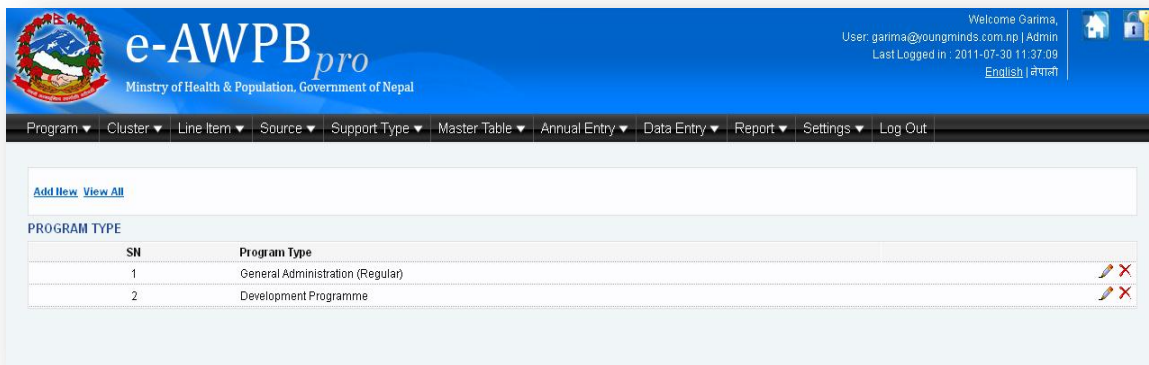 e-AWPB pro
Minstry of Health & Population, Government of Nepal
Welcome Garima,
User: garima@youngminds.com.np | Admin
Last Logged in : 2011-07-30 11:37:09
English | नेपाली
Program ▼ Cluster ▼ Line Item ▼ Source ▼ Support Type ▼ Master Table ▼ Annual Entry ▼ Data Entry ▼ Report ▼ Settings ▼ Log Out
Add New View All
PROGRAM TYPE
SN Program Type
1 General Administration (Regular)
2 Development Programme